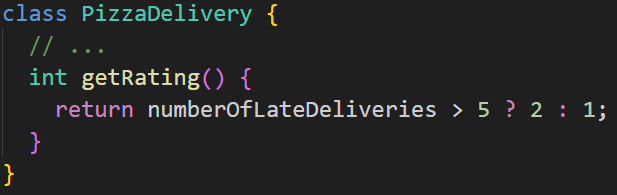 class PizzaDelivery {
  // ...
  int getRating() {
    return numberOfLateDeliveries > 5 ? 2 : 1;
  }
}